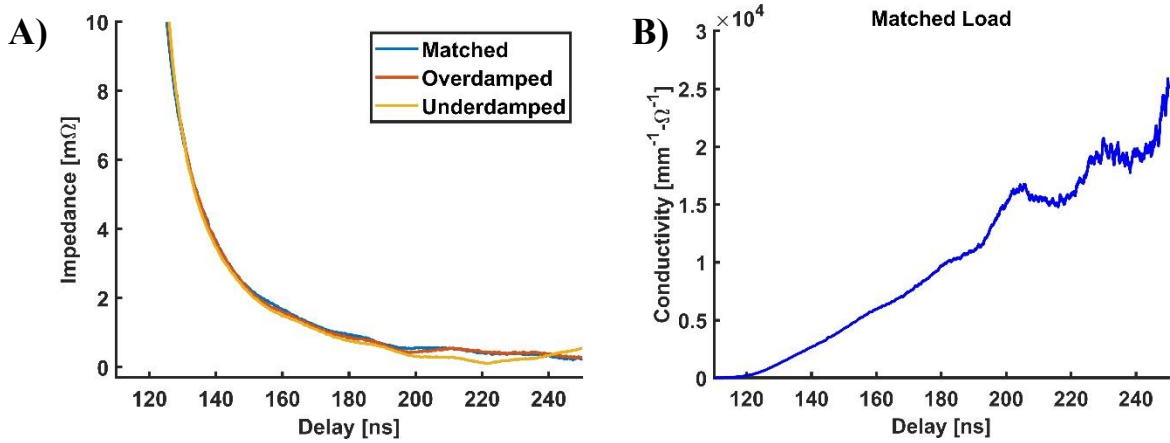 A)
10
8
6
4
2
0
Impedance [mΩ]
120 140 160 180 200 220 240
Delay [ns]
Matched
Overdamped
Underdamped
B)
×10⁴
Matched Load
3
2.5
2
1.5
1
0.5
0
Conductivity [mm⁻¹-Ω⁻¹]
120 140 160 180 200 220 240
Delay [ns]